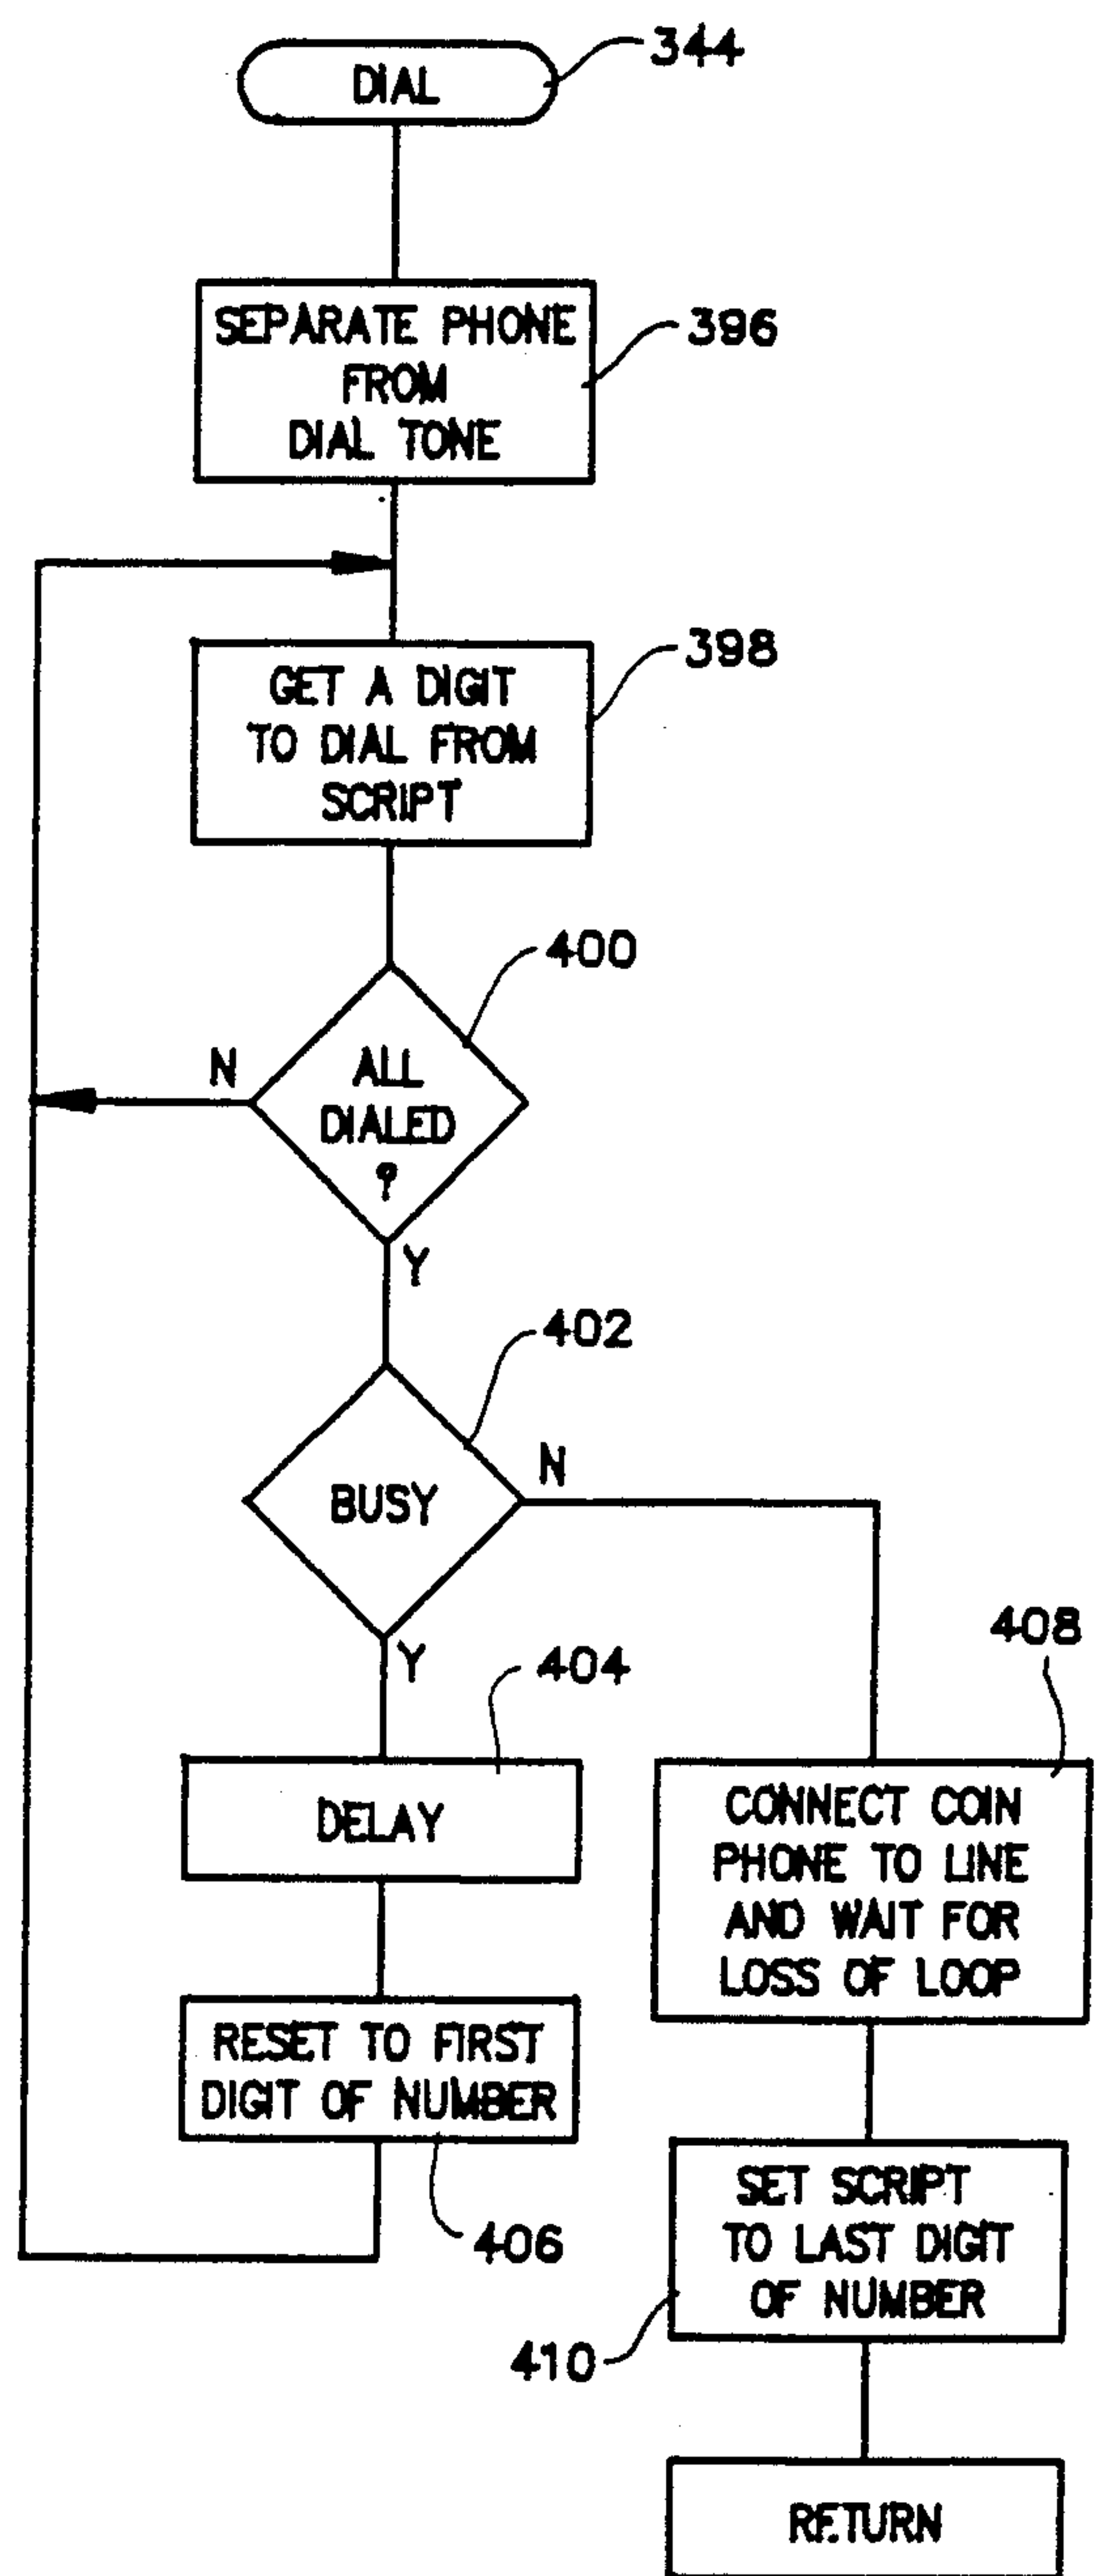 DIAL
344
SEPARATE PHONE
FROM
DIAL TONE
396
GET A DIGIT
TO DIAL FROM
SCRIPT
398
400
ALL
DIALED
?
N
Y
402
BUSY
N
Y
404
DELAY
408
CONNECT COIN
PHONE TO LINE
AND WAIT FOR
LOSS OF LOOP
RESET TO FIRST
DIGIT OF NUMBER
406
SET SCRIPT
TO LAST DIGIT
OF NUMBER
410
RETURN